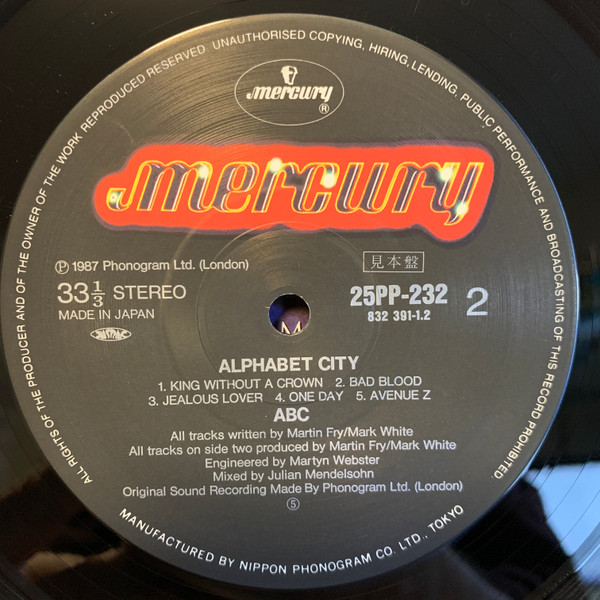 ALL RIGHTS OF THE PRODUCER AND OF THE OWNER OF THE WORK REPRODUCED RESERVED. UNAUTHORISED COPYING, HIRING, LENDING, PUBLIC PERFORMANCE AND BROADCASTING OF THIS RECORD PROHIBITED
mercury ®
mercury
Ⓟ 1987 Phonogram Ltd. (London)
見本盤
33 1/3 STEREO
MADE IN JAPAN
25PP-232
832 391-1.2
2
M
ALPHABET CITY
1. KING WITHOUT A CROWN 2. BAD BLOOD
3. JEALOUS LOVER 4. ONE DAY 5. AVENUE Z
ABC
All tracks written by Martin Fry/Mark White
All tracks on side two produced by Martin Fry/Mark White
Engineered by Martyn Webster
Mixed by Julian Mendelsohn
Original Sound Recording Made By Phonogram Ltd. (London)
⑤
MANUFACTURED BY NIPPON PHONOGRAM CO. LTD., TOKYO